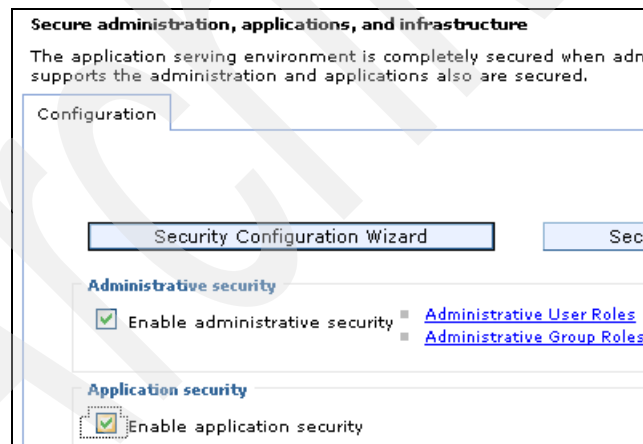 Secure administration, applications, and infrastructure
The application serving environment is completely secured when adm
supports the administration and applications also are secured.
Configuration
Security Configuration Wizard
Sec
Administrative security
Enable administrative security
Administrative User Roles
Administrative Group Roles
Application security
Enable application security